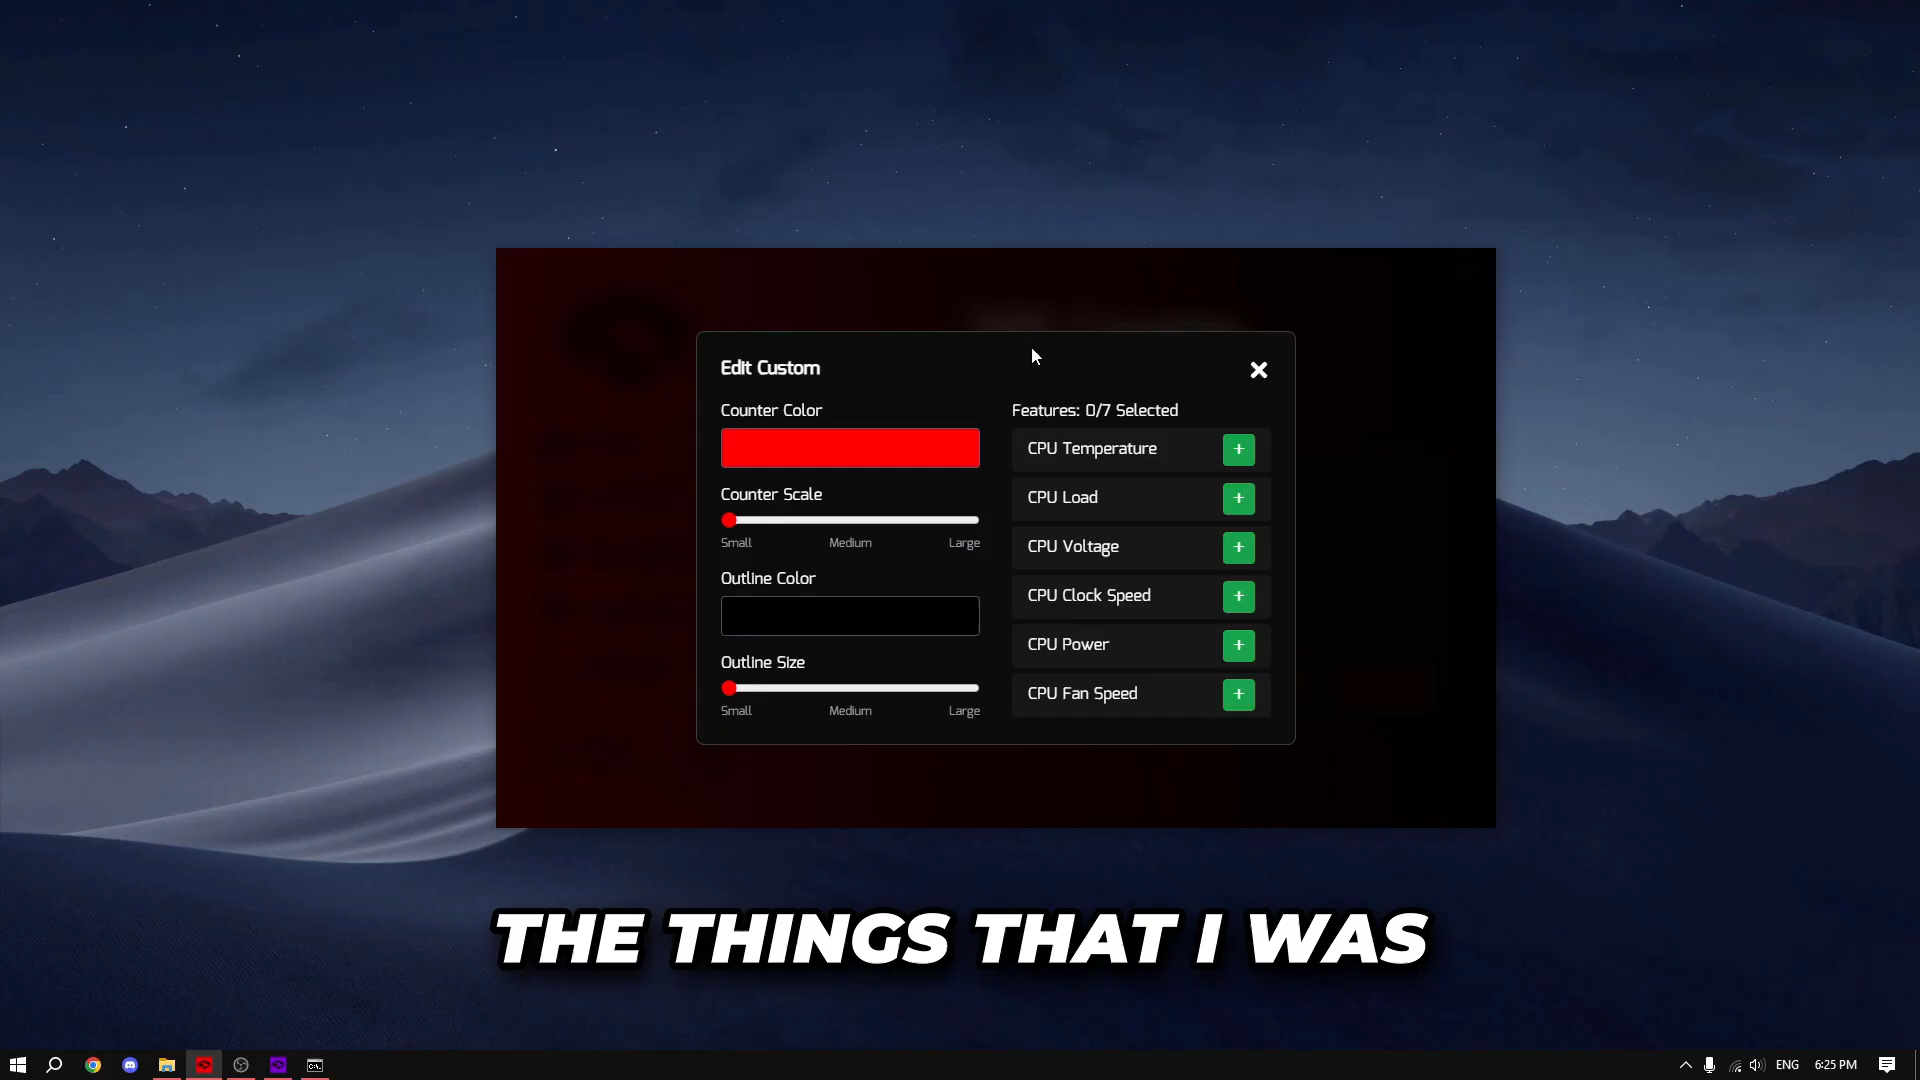 Edit Custom
Counter Color
Counter Scale
Small Medium Large
Outline Color
Outline Size
Small Medium Large
Features: 0/7 Selected
CPU Temperature
CPU Load
CPU Voltage
CPU Clock Speed
CPU Power
CPU Fan Speed
THE THINGS THAT I WAS
ENG 6:25 PM